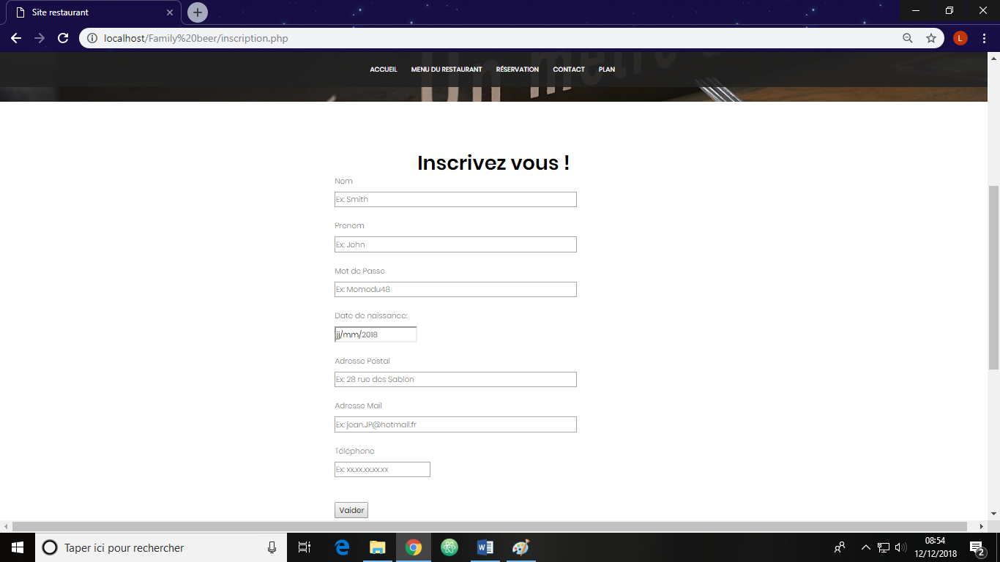 Site restaurant
localhost/Family%20beer/inscription.php
L
Un mètre
ACCUEIL MENU DU RESTAURANT RÉSERVATION CONTACT PLAN
Inscrivez vous !
Nom
Ex: Smith
Prenom
Ex: John
Mot de Passe
Ex: Momodu48
Date de naissance:
jj/mm/2018
Adresse Postal
Ex: 28 rue des Sablon
Adresse Mail
Ex: jean.JP@hotmail.fr
Téléphone
Ex: xx.xx.xx.xx.xx
Vaider
Taper ici pour rechercher
08:54
12/12/2018
2